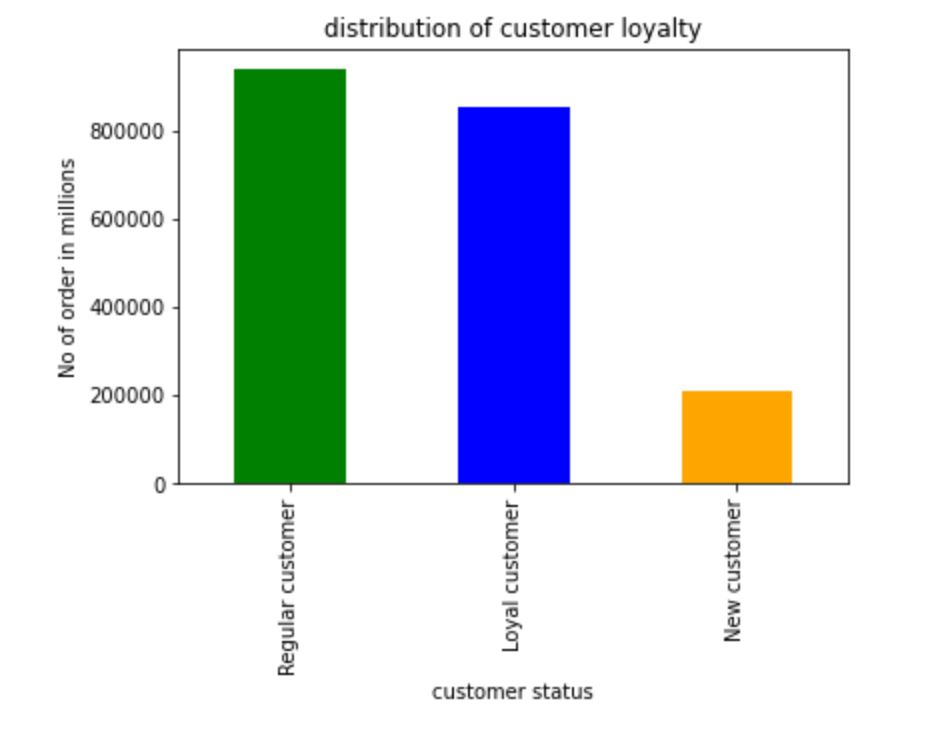 distribution of customer loyalty
No of order in millions
800000
600000
400000
200000
0
Regular customer
Loyal customer
New customer
customer status